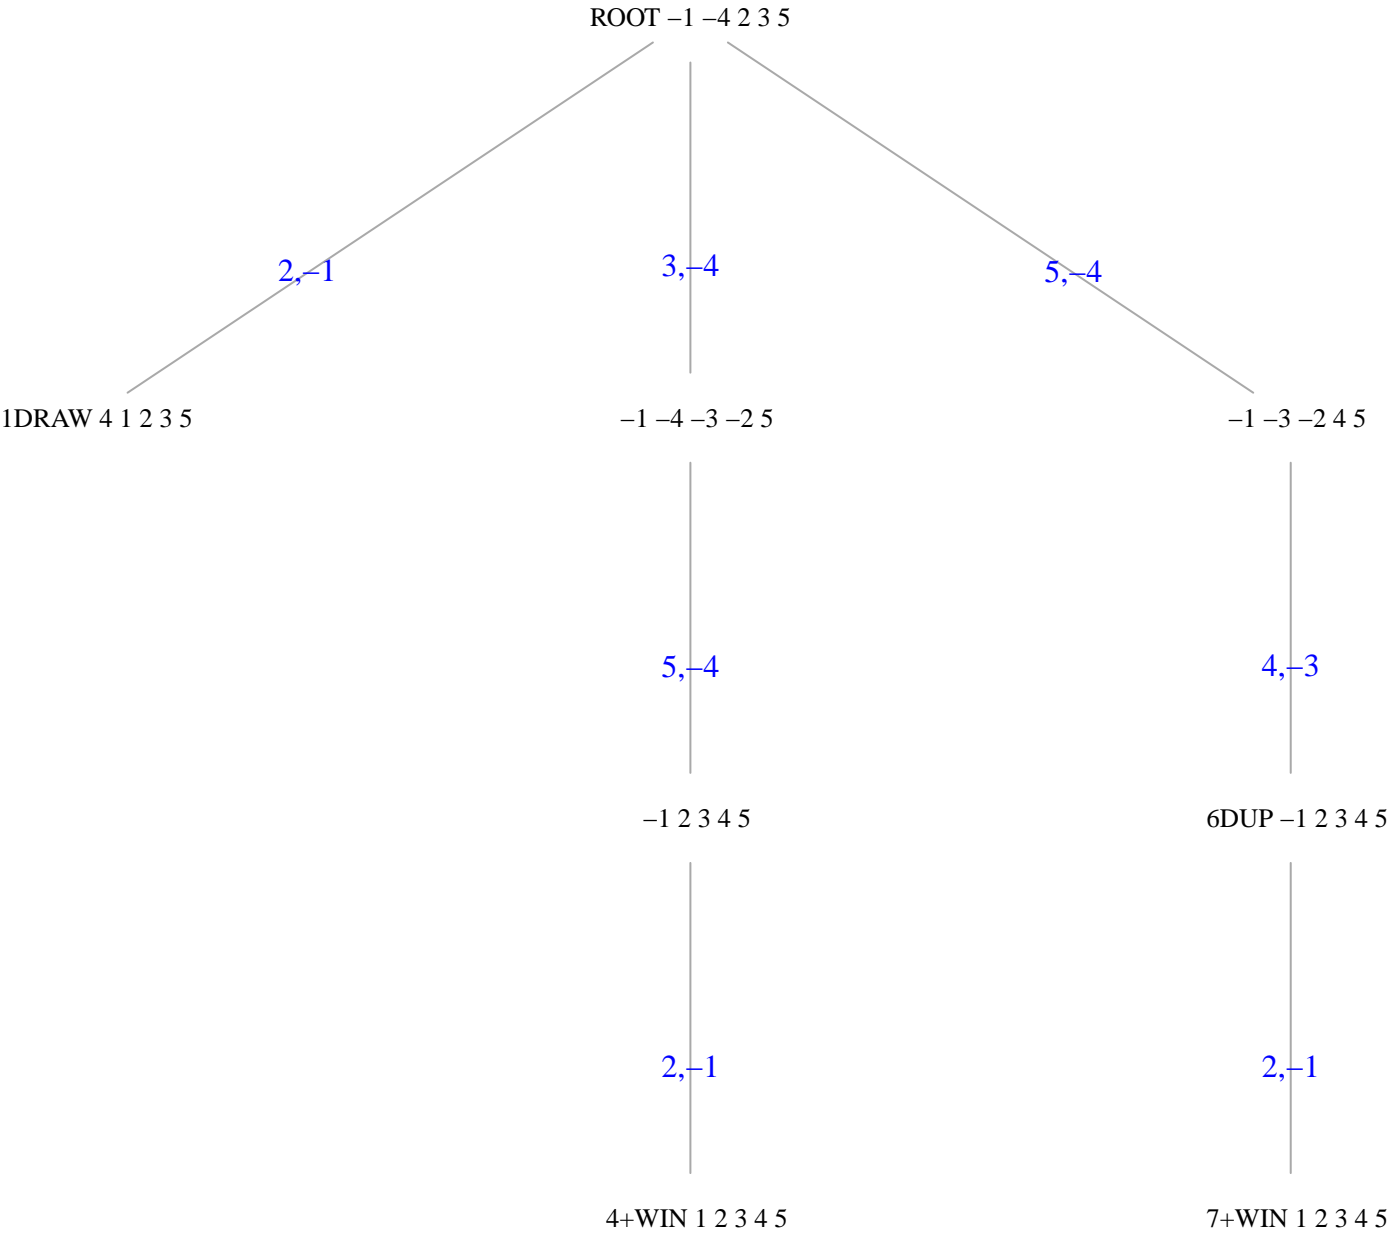 ROOT –1 –4 2 3 5
2,–1
3,–4
5,–4
1DRAW 4 1 2 3 5
–1 –4 –3 –2 5
–1 –3 –2 4 5
5,–4
4,–3
–1 2 3 4 5
6DUP –1 2 3 4 5
2,–1
2,–1
4+WIN 1 2 3 4 5
7+WIN 1 2 3 4 5